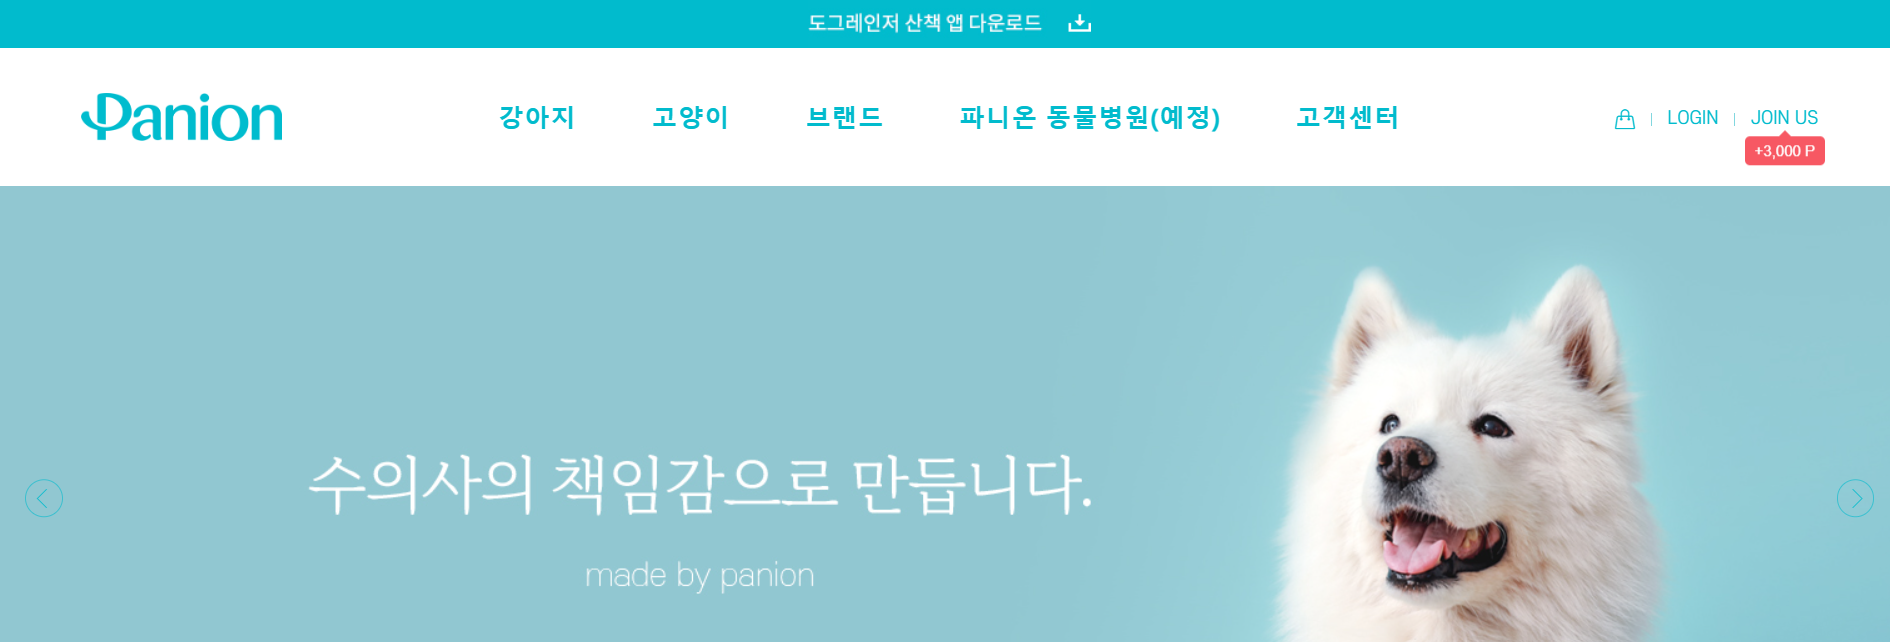 도그레인저 산책 앱 다운로드
Panion
강아지 고양이 브랜드 파니온 동물병원(예정) 고객센터
LOGIN JOIN US
+3,000 P
수의사의 책임감으로 만듭니다.
made by panion